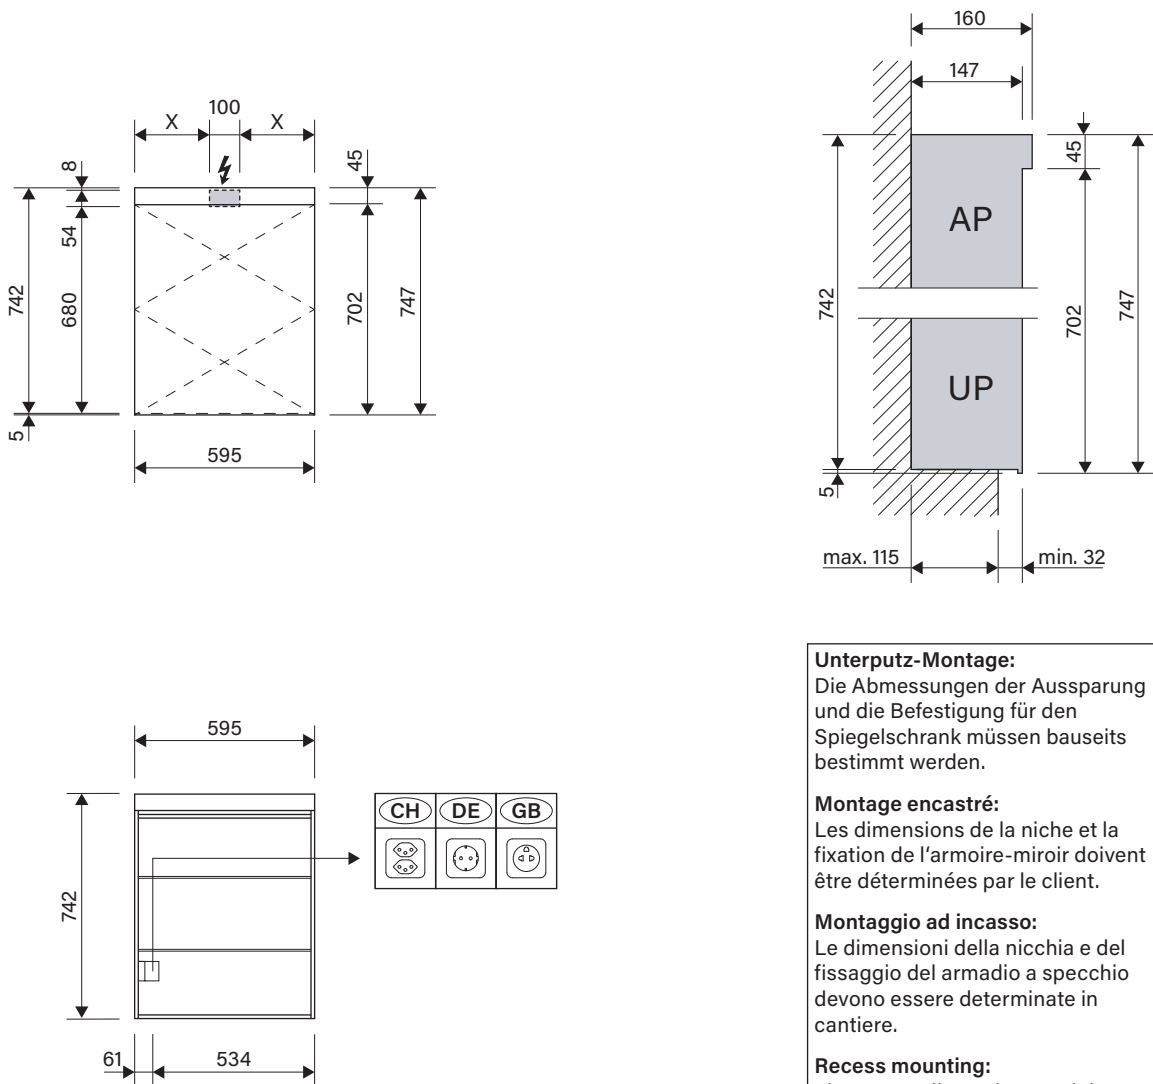 160
147
X
100
X
8
45
45
54
742
680
702
747
5
595
AP
UP
742
702
747
5
max. 115
min. 32
595
CH
DE
GB
742
61
534
Unterputz-Montage:
Die Abmessungen der Aussparung
und die Befestigung für den
Spiegelschrank müssen bauseits
bestimmt werden.
Montage encastré:
Les dimensions de la niche et la
fixation de l'armoire-miroir doivent
être déterminées par le client.
Montaggio ad incasso:
Le dimensioni della nicchia e del
fissaggio del armadio a specchio
devono essere determinate in
cantiere.
Recess mounting: